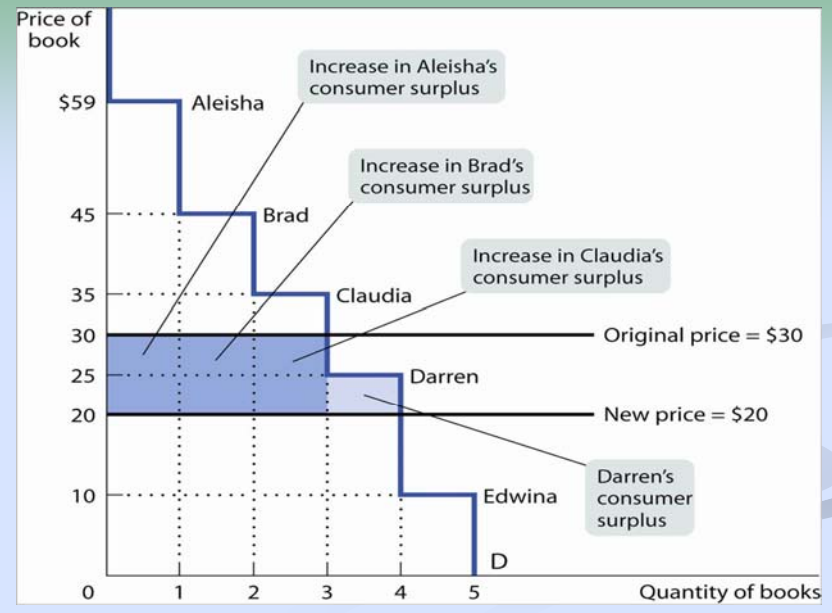 Price of
book
Increase in Aleisha's
consumer surplus
$59
Aleisha
Increase in Brad's
consumer surplus
45
Brad
Increase in Claudia's
consumer surplus
35
Claudia
30
Original price = $30
25
Darren
20
New price = $20
Darren's
consumer
surplus
10
Edwina
D
0
1
2
3
4
5
Quantity of books